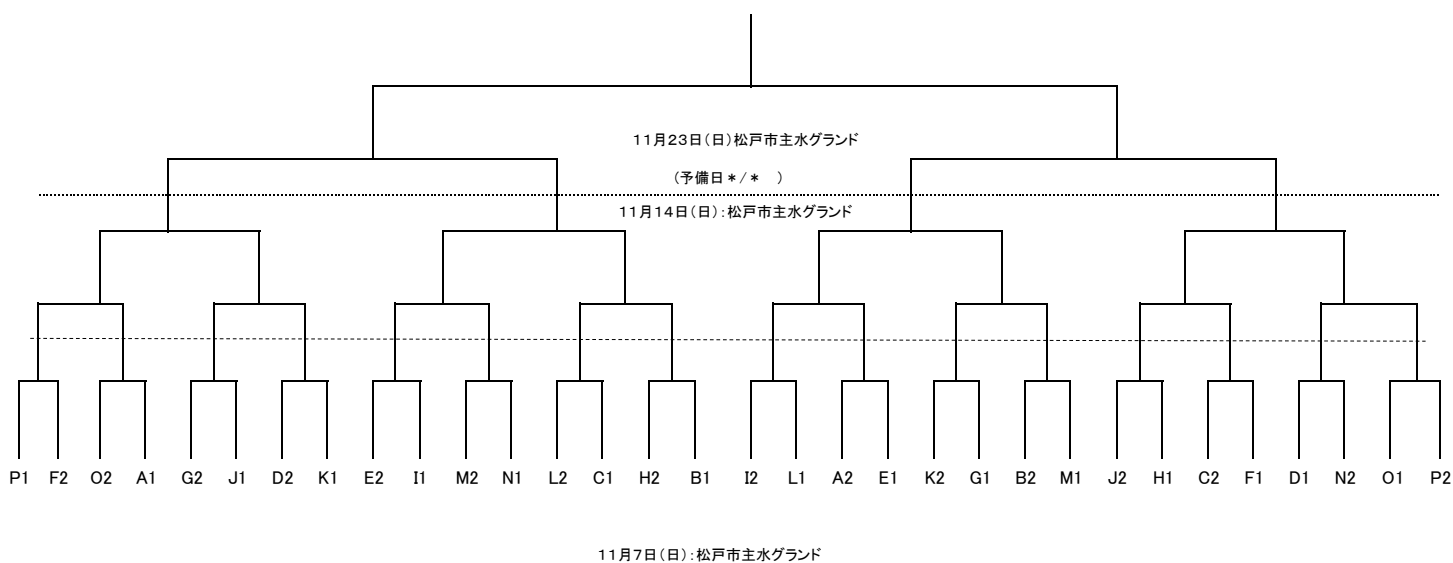 11月23日(日)松戸市主水グランド
(予備日*/* )
11月14日(日):松戸市主水グランド
P1 F2 O2 A1 G2 J1 D2 K1 E2 I1 M2 N1 L2 C1 H2 B1 I2 L1 A2 E1 K2 G1 B2 M1 J2 H1 C2 F1 D1 N2 O1 P2
11月7日(日):松戸市主水グランド